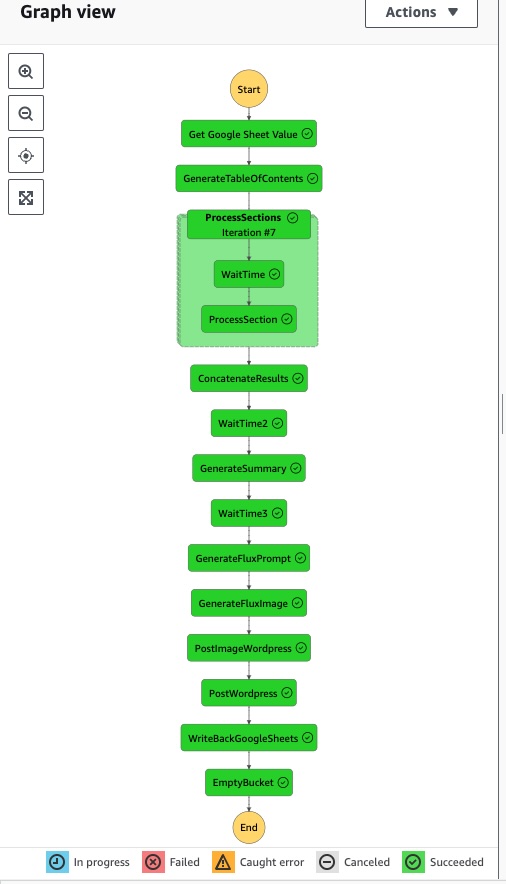 Graph view
Actions
Start
Get Google Sheet Value
GenerateTableOfContents
ProcessSections
Iteration #7
WaitTime
ProcessSection
ConcatenateResults
WaitTime2
GenerateSummary
WaitTime3
GenerateFluxPrompt
GenerateFluxImage
PostImageWordpress
PostWordpress
WriteBackGoogleSheets
EmptyBucket
End
In progress Failed Caught error Canceled Succeeded